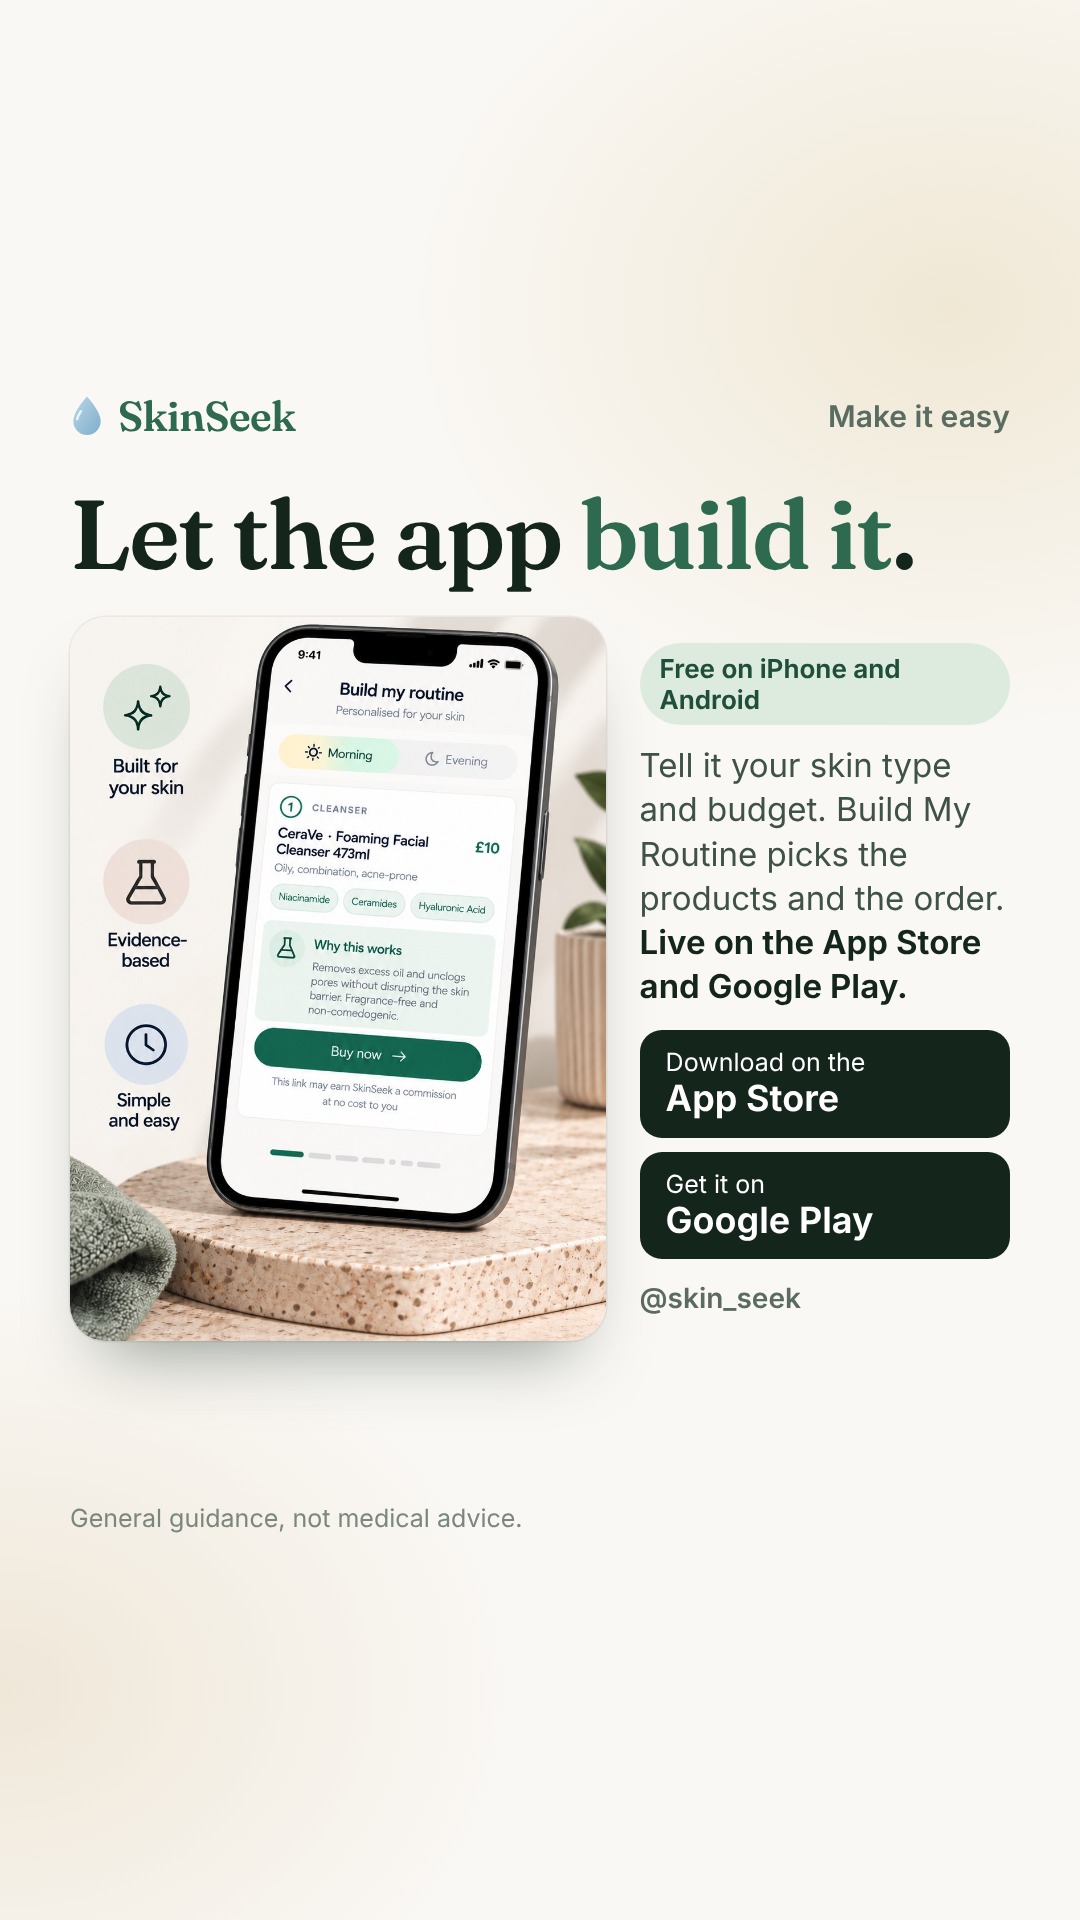 SkinSeek
Make it easy
Let the app build it.
Built for
your skin
Evidence-
based
Simple
and easy
9:41
Build my routine
Personalised for your skin
Morning
Evening
1
CLEANSER
CeraVe · Foaming Facial
Cleanser 473ml
£10
Oily, combination, acne-prone
Niacinamide
Ceramides
Hyaluronic Acid
Why this works
Removes excess oil and unclogs
pores without disrupting the skin
barrier. Fragrance-free and
non-comedogenic.
Buy now
This link may earn SkinSeek a commission
at no cost to you
Free on iPhone and
Android
Tell it your skin type
and budget. Build My
Routine picks the
products and the order.
Live on the App Store
and Google Play.
Download on the
App Store
Get it on
Google Play
@skin_seek
General guidance, not medical advice.